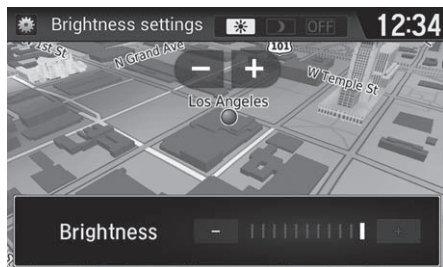 Brightness settings OFF 12:34
W 1st St
N Grand Ave
101
W Temple St
- +
Los Angeles
Brightness - +